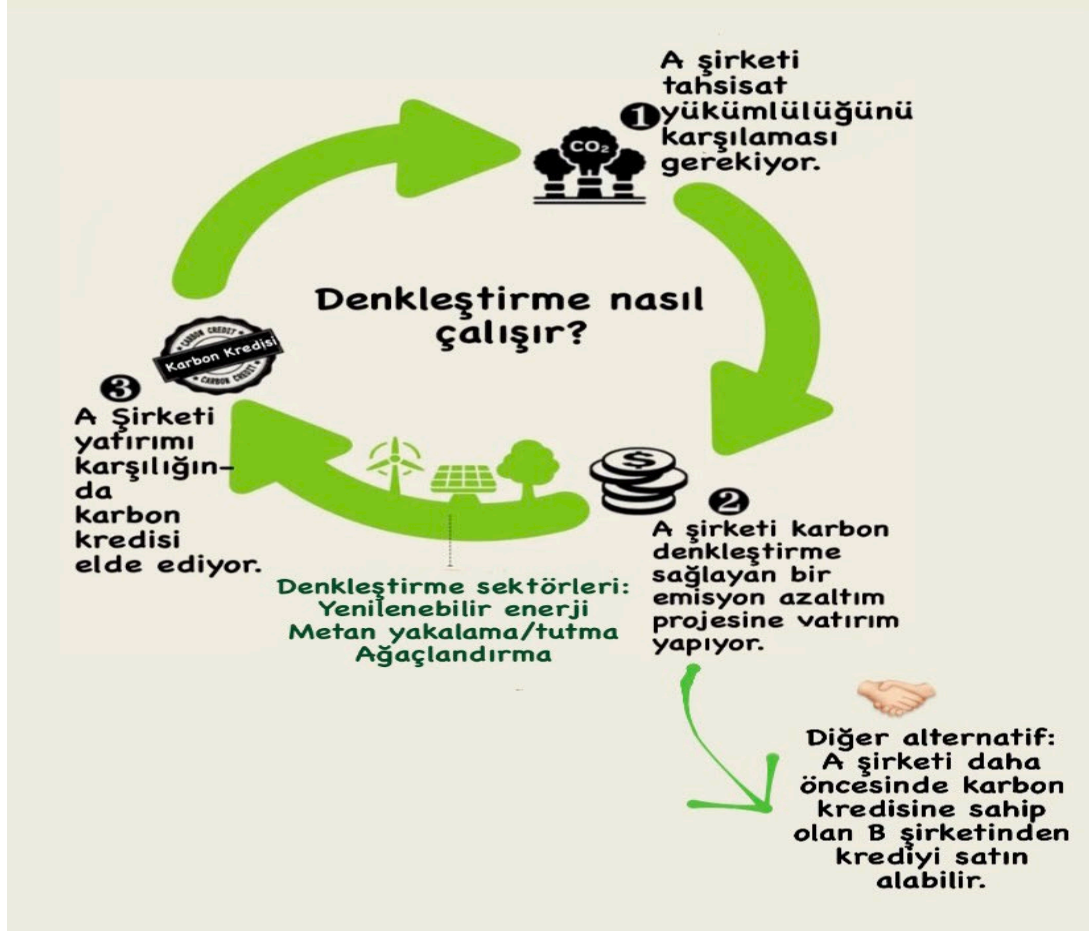 A şirketi
tahsisat
1 yükümlülüğünü
karşılaması
gerekiyor.
CO₂
Denkleştirme nasıl
çalışır?
CARBON CREDIT
Karbon Kredisi
CARBON CREDIT
3
A Şirketi
yatırımı
karşılığın-
da
karbon
kredisi
elde ediyor.
$
2
A şirketi karbon
denkleştirme
sağlayan bir
emisyon azaltım
projesine vatırım
yapıyor.
Denkleştirme sektörleri:
Yenilenebilir enerji
Metan yakalama/tutma
Ağaçlandırma
Diğer alternatif:
A şirketi daha
öncesinde karbon
kredisine sahip
olan B şirketinden
krediyi satın
alabilir.